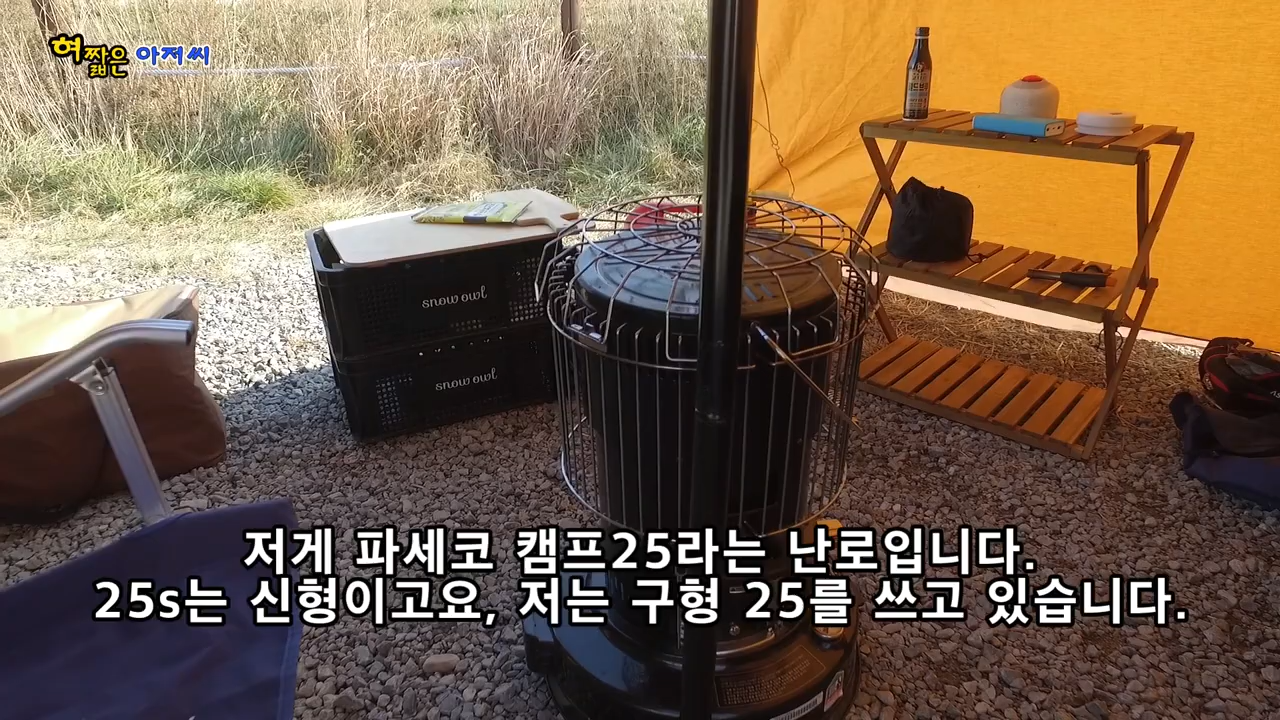 혀짧은 아저씨
snow owl
snow owl
저게 파세코 캠프25라는 난로입니다.
25s는 신형이고요, 저는 구형 25를 쓰고 있습니다.